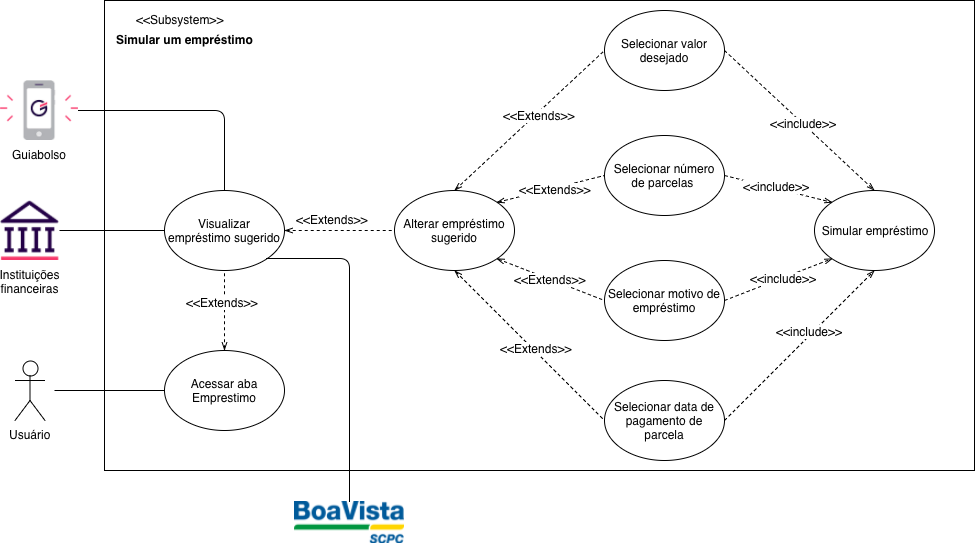 <<Subsystem>>
Simular um empréstimo
Selecionar valor
desejado
<<Extends>>
<<include>>
Guiabolso
Selecionar número
de parcelas
<<Extends>>
<<include>>
Visualizar
empréstimo sugerido
<<Extends>>
Alterar empréstimo
sugerido
Simular empréstimo
Instituições
financeiras
<<Extends>>
<<include>>
Selecionar motivo de
empréstimo
<<Extends>>
<<include>>
<<Extends>>
Acessar aba
Emprestimo
Selecionar data de
pagamento de
parcela
Usuário
BoaVista
SCPC